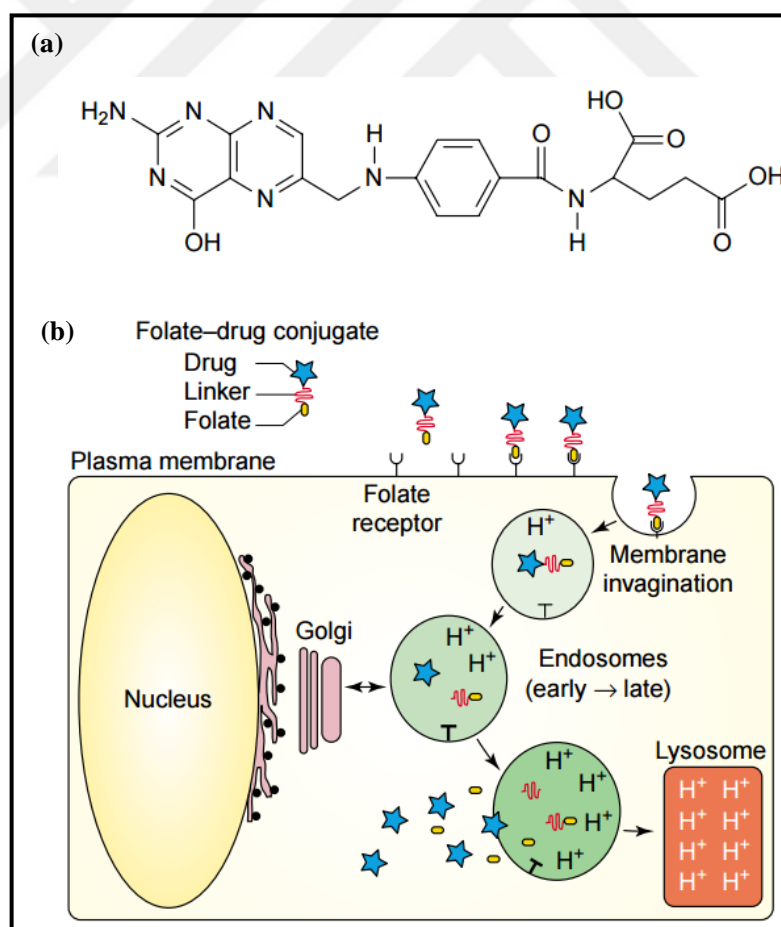 (a)
H₂N
N
N
N
N
OH
H
N
O
N
H
HO
O
OH
O
(b)
Folate–drug conjugate
Drug
Linker
Folate
Plasma membrane
Folate
receptor
H⁺
Membrane
invagination
Golgi
H⁺
H⁺
Endosomes
(early → late)
Nucleus
Lysosome
H⁺
H⁺
H⁺
H⁺
H⁺
H⁺ H⁺
H⁺ H⁺
H⁺ H⁺
H⁺ H⁺